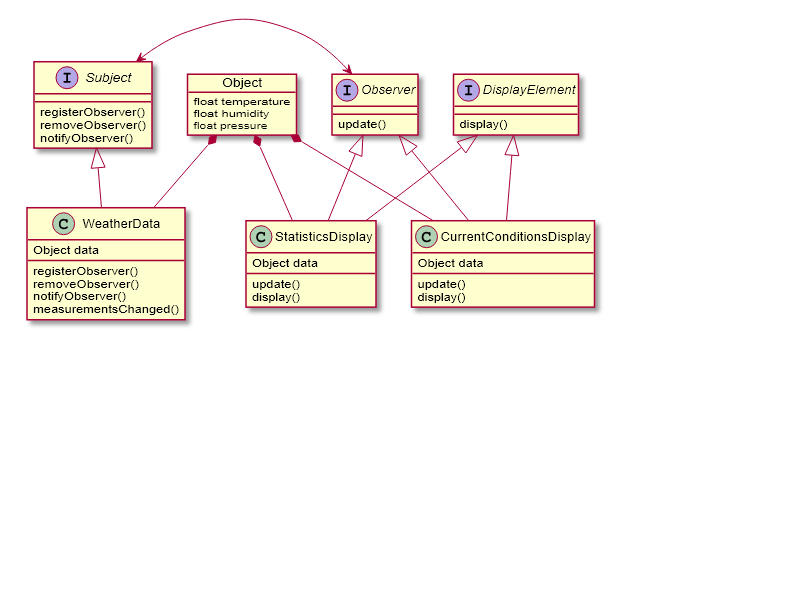 I Subject
registerObserver()
removeObserver()
notifyObserver()
Object
float temperature
float humidity
float pressure
I Observer
update()
I DisplayElement
display()
C WeatherData
Object data
registerObserver()
removeObserver()
notifyObserver()
measurementsChanged()
C StatisticsDisplay
Object data
update()
display()
C CurrentConditionsDisplay
Object data
update()
display()